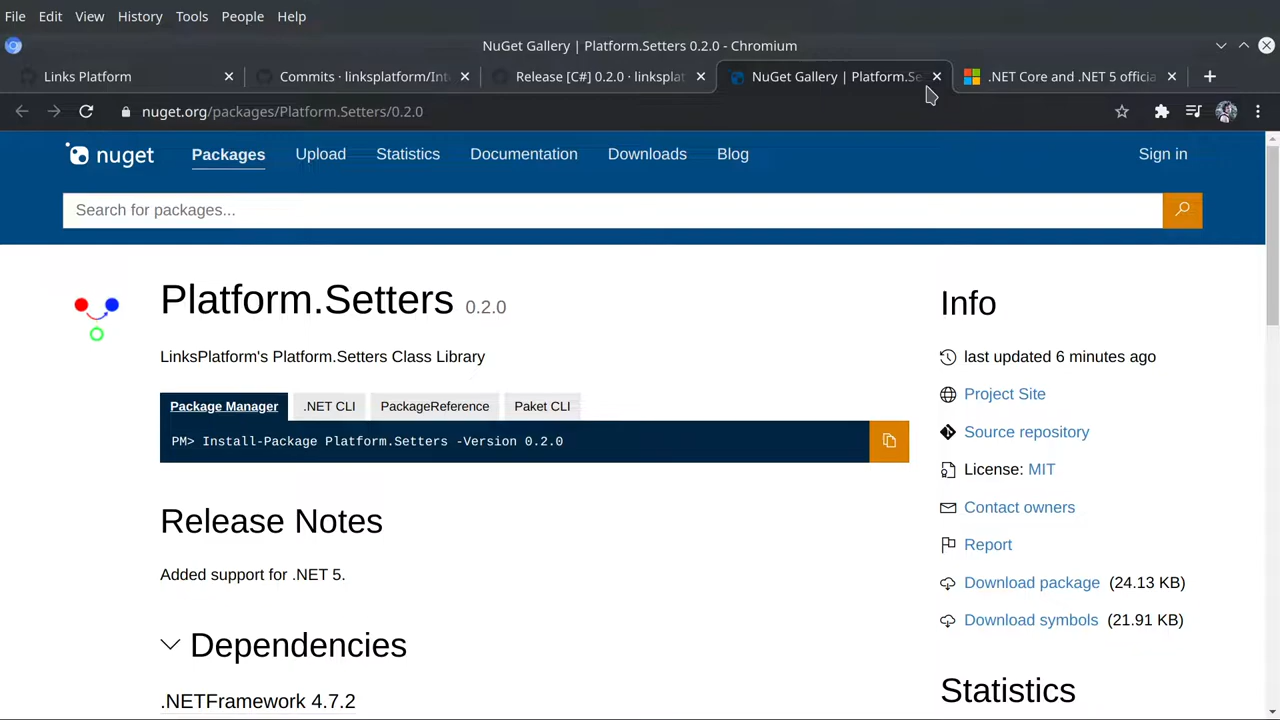 File Edit View History Tools People Help
NuGet Gallery | Platform.Setters 0.2.0 - Chromium
Links Platform
Commits · linksplatform/Int
Release [C#] 0.2.0 · linksplat
NuGet Gallery | Platform.Se
.NET Core and .NET 5 officia
nuget.org/packages/Platform.Setters/0.2.0
nuget Packages Upload Statistics Documentation Downloads Blog Sign in
Search for packages...
Platform.Setters 0.2.0
LinksPlatform's Platform.Setters Class Library
Package Manager .NET CLI PackageReference Paket CLI
PM> Install-Package Platform.Setters -Version 0.2.0
Release Notes
Added support for .NET 5.
Dependencies
.NETFramework 4.7.2
Info
last updated 6 minutes ago
Project Site
Source repository
License: MIT
Contact owners
Report
Download package (24.13 KB)
Download symbols (21.91 KB)
Statistics